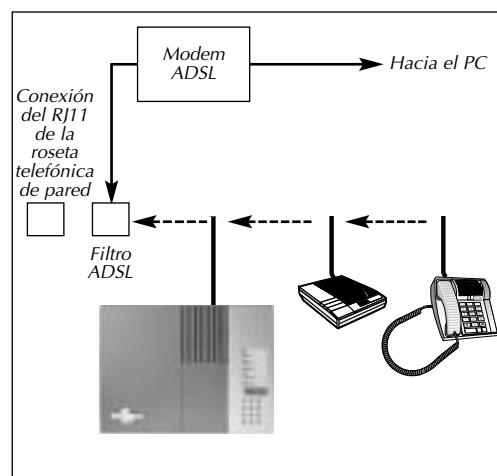 Modem
ADSL
Hacia el PC
Conexión
del RJ11
de la
roseta
telefónica
de pared
Filtro
ADSL